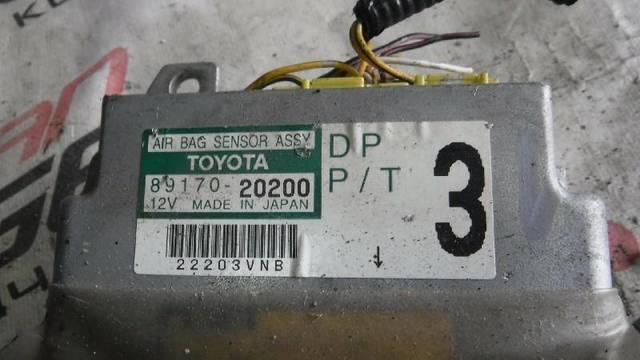 AIR BAG SENSOR ASSY
TOYOTA
89170-20200
12V MADE IN JAPAN
22203VNB
DP
P/T
3